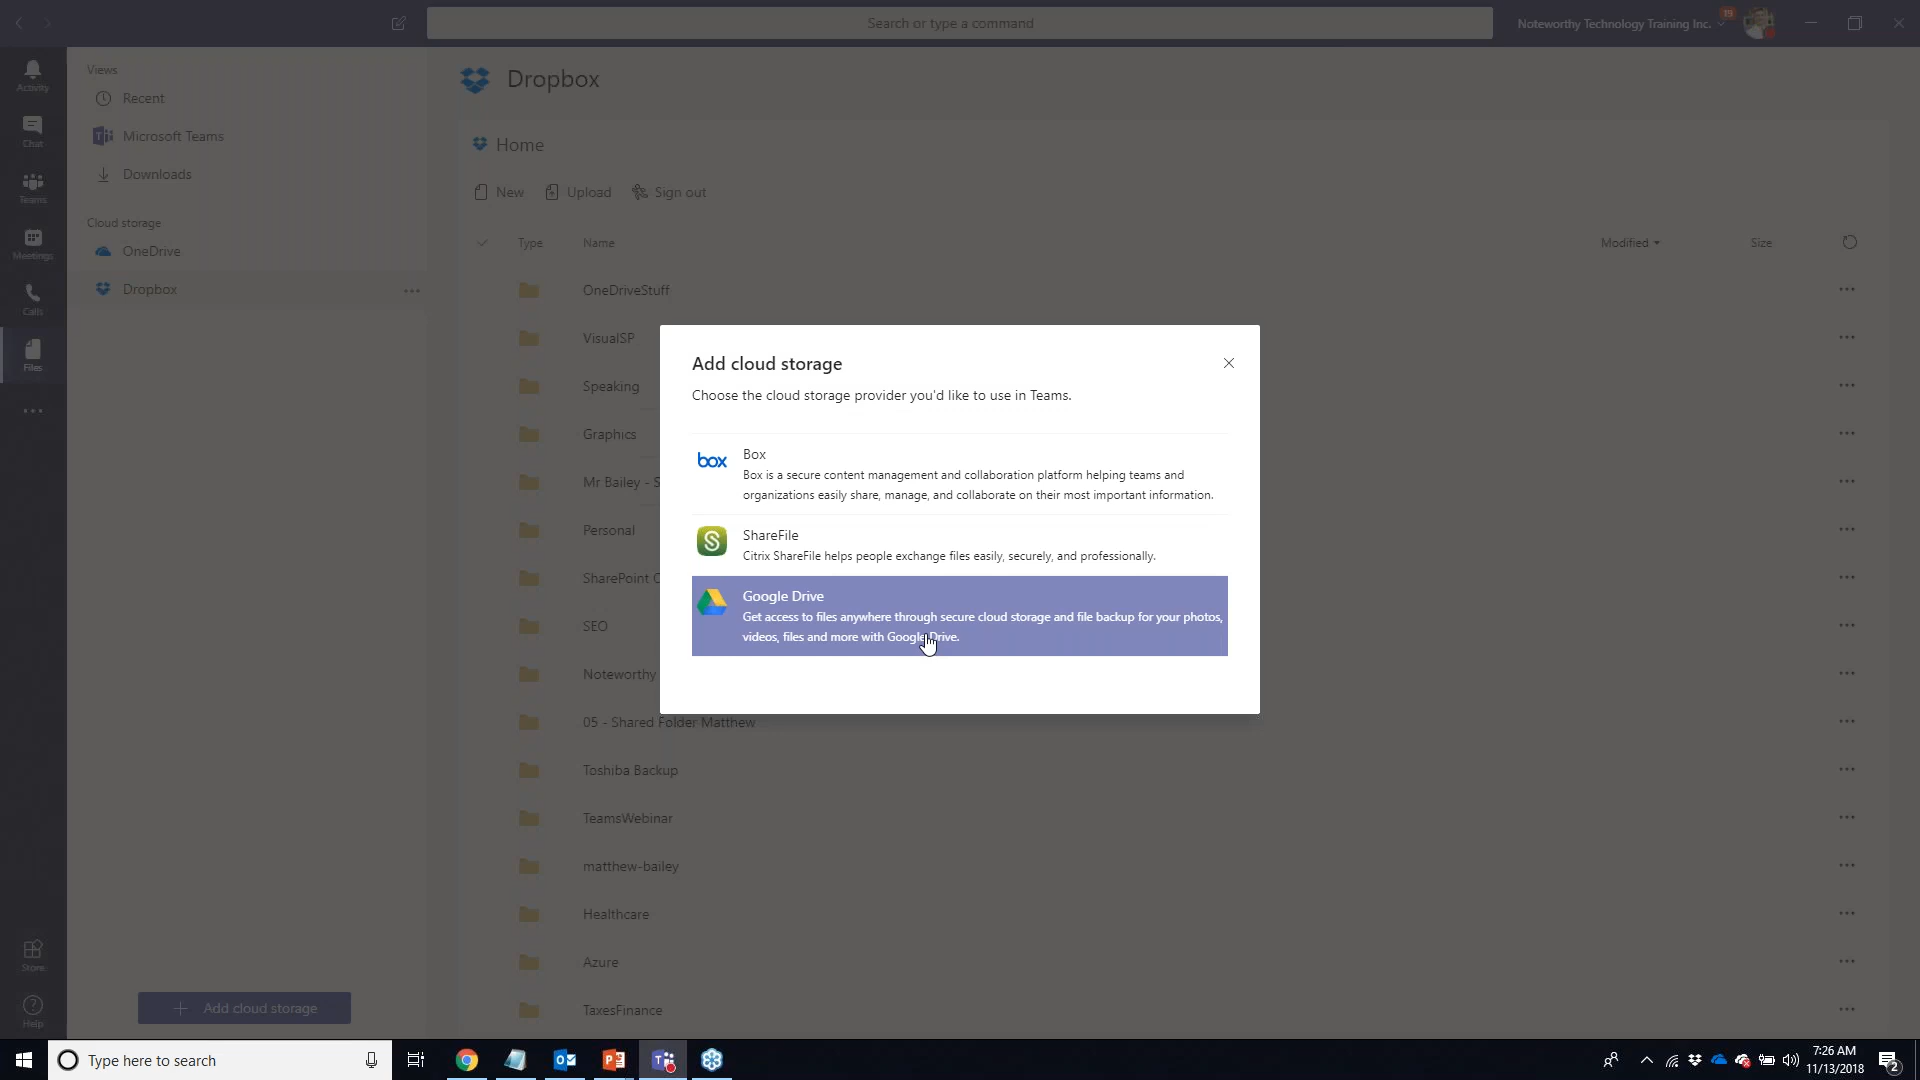 Search or type a command
Noteworthy Technology Training Inc.
19
Activity
Chat
Teams
Meetings
Calls
Files
Store
Help
Views
Recent
Microsoft Teams
Downloads
Cloud storage
OneDrive
Dropbox
Add cloud storage
Dropbox
Home
New
Upload
Sign out
Type
Name
Modified
Size
OneDriveStuff
VisualSP
Speaking
Graphics
Mr Bailey - S
Personal
SharePoint
SEO
Noteworthy
05 - Shared Folder Matthew
Toshiba Backup
TeamsWebinar
matthew-bailey
Healthcare
Azure
TaxesFinance
Add cloud storage
Choose the cloud storage provider you'd like to use in Teams.
box
Box
Box is a secure content management and collaboration platform helping teams and
organizations easily share, manage, and collaborate on their most important information.
S
ShareFile
Citrix ShareFile helps people exchange files easily, securely, and professionally.
Google Drive
Get access to files anywhere through secure cloud storage and file backup for your photos,
videos, files and more with Google Drive.
Type here to search
7:26 AM
11/13/2018
2